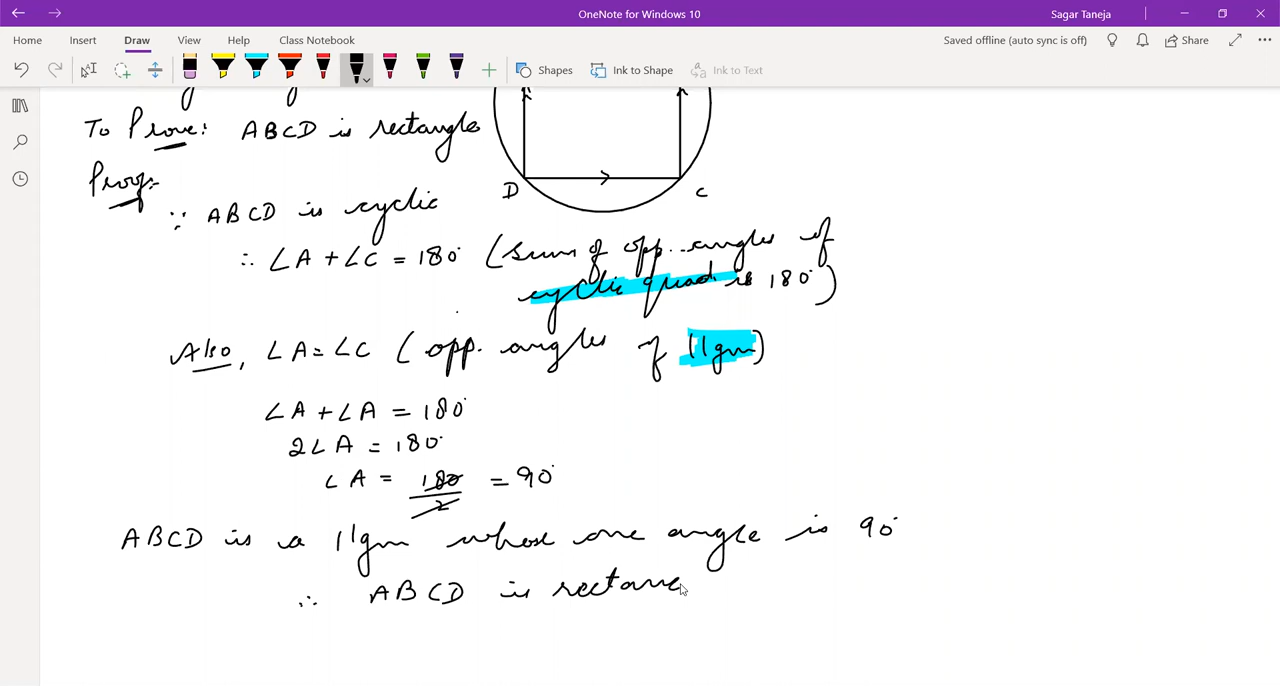 OneNote for Windows 10
Sagar Taneja
Home Insert Draw View Help Class Notebook
Saved offline (auto sync is off) Share
Shapes Ink to Shape Ink to Text
To Prove: ABCD is rectangle
Proof:-
D C
∵ ABCD is cyclic
∴ ∠A + ∠C = 180° (Sum of opp. angles of
cyclic quad. is 180°)
Also, ∠A = ∠C (opp. angles of ||gm)
∠A + ∠A = 180°
2∠A = 180°
∠A = 180/2 = 90°
ABCD is a ||gm whose one angle is 90°
∴ ABCD is rectang